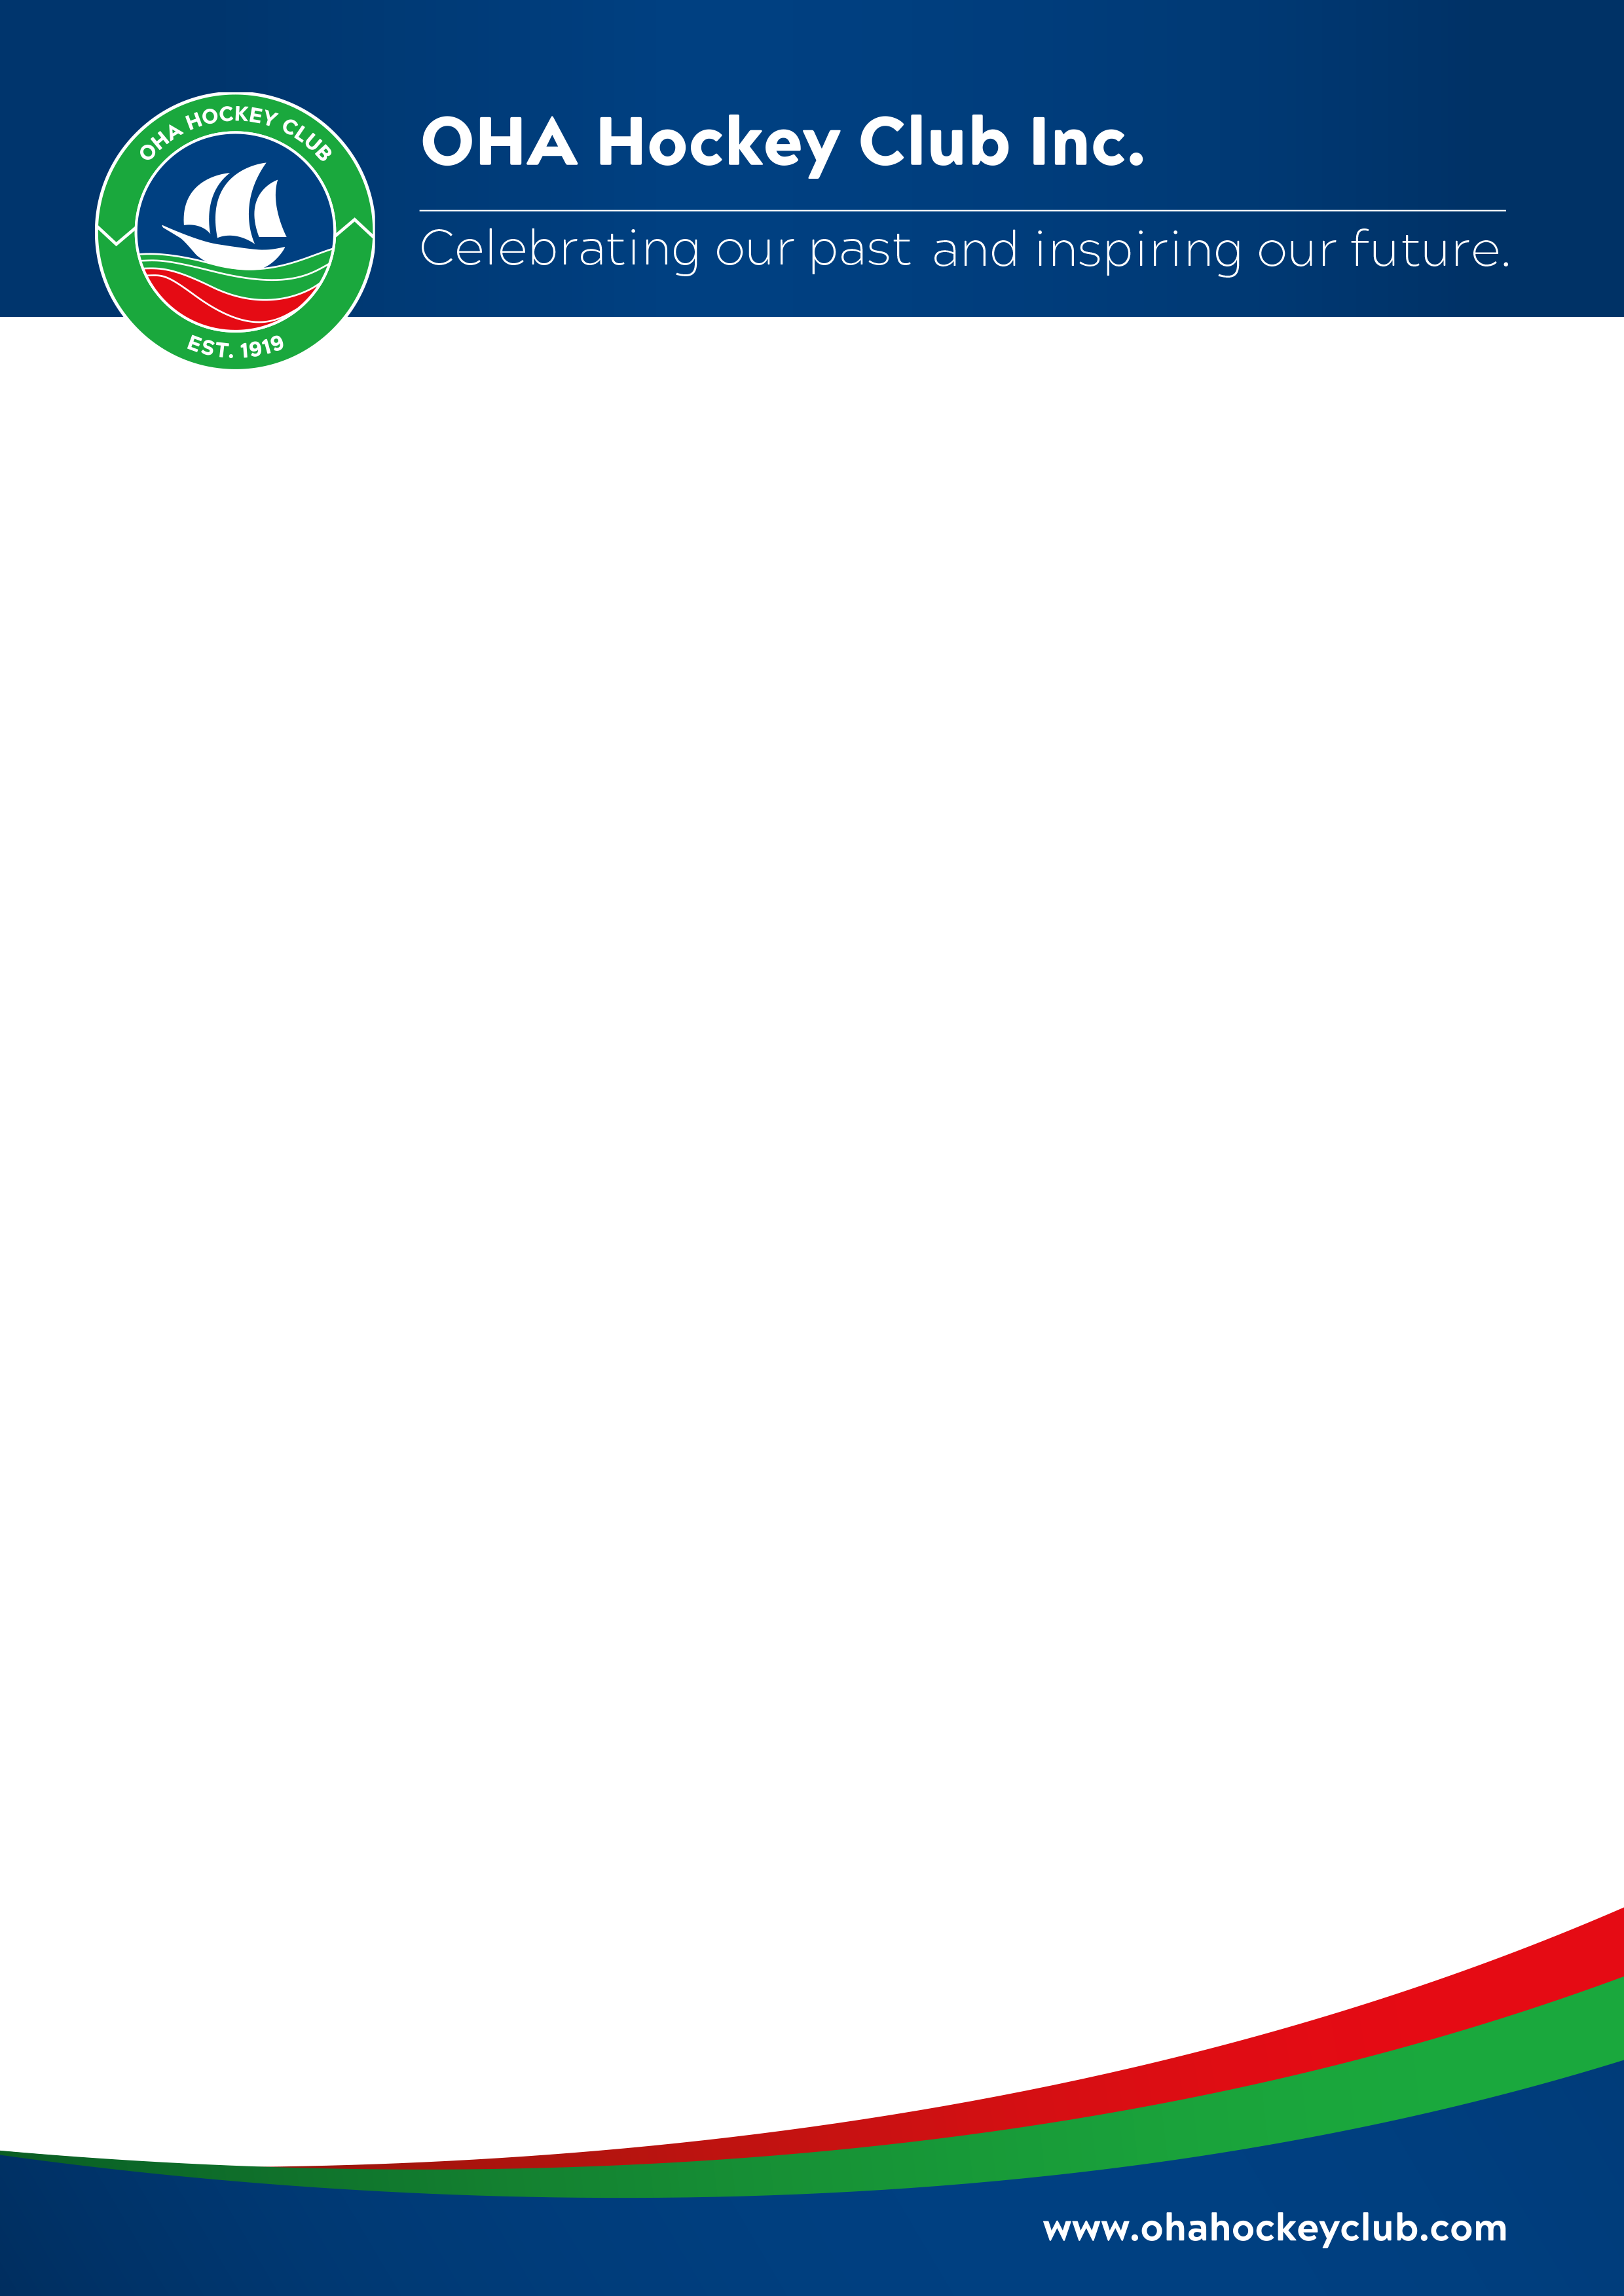 OHA HOCKEY CLUB
EST. 1919
OHA Hockey Club Inc.
Celebrating our past and inspiring our future.
www.ohahockeyclub.com